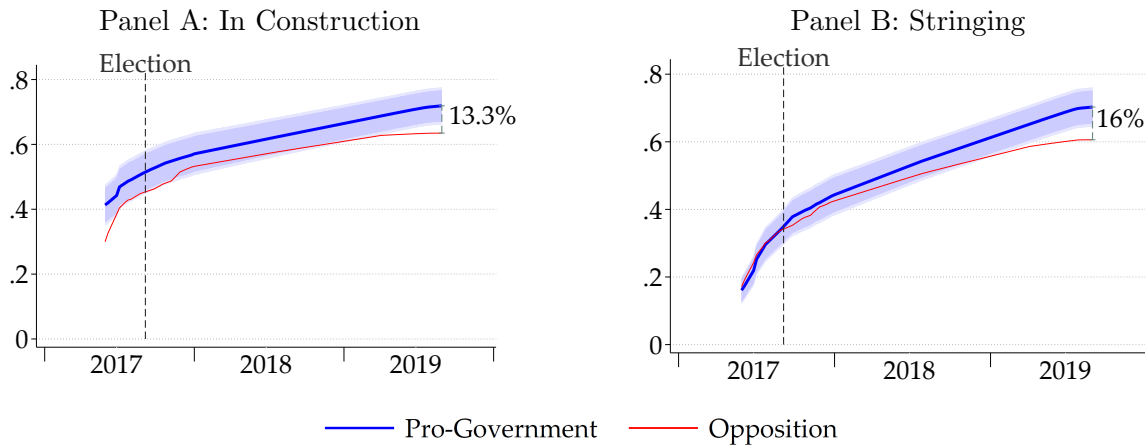 Panel A: In Construction
Election
.8
.6
.4
.2
0
13.3%
2017 2018 2019
Panel B: Stringing
Election
.8
.6
.4
.2
0
16%
2017 2018 2019
Pro-Government Opposition